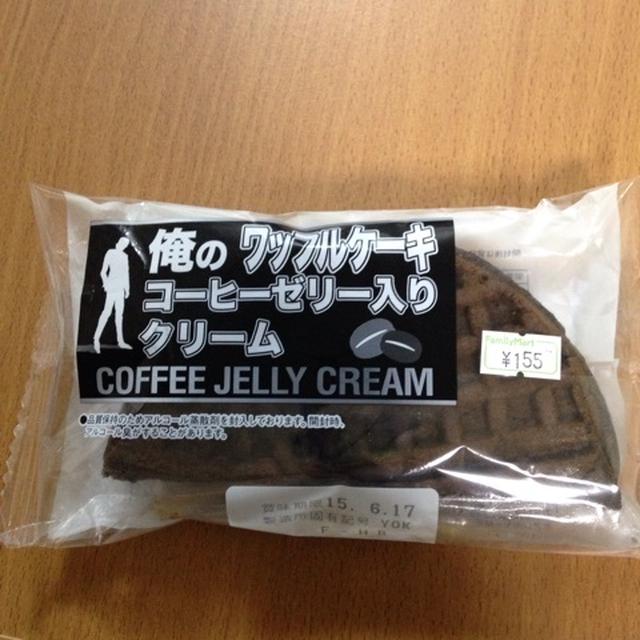 俺の ワッフルケーキ
コーヒーゼリー入り
クリーム
COFFEE JELLY CREAM
●品質保持のためアルコール蒸散剤を封入しております。開封時、
アルコール臭がすることがあります。
FamilyMart
¥155
賞味期限15. 6.17
製造所固有記号 YOK